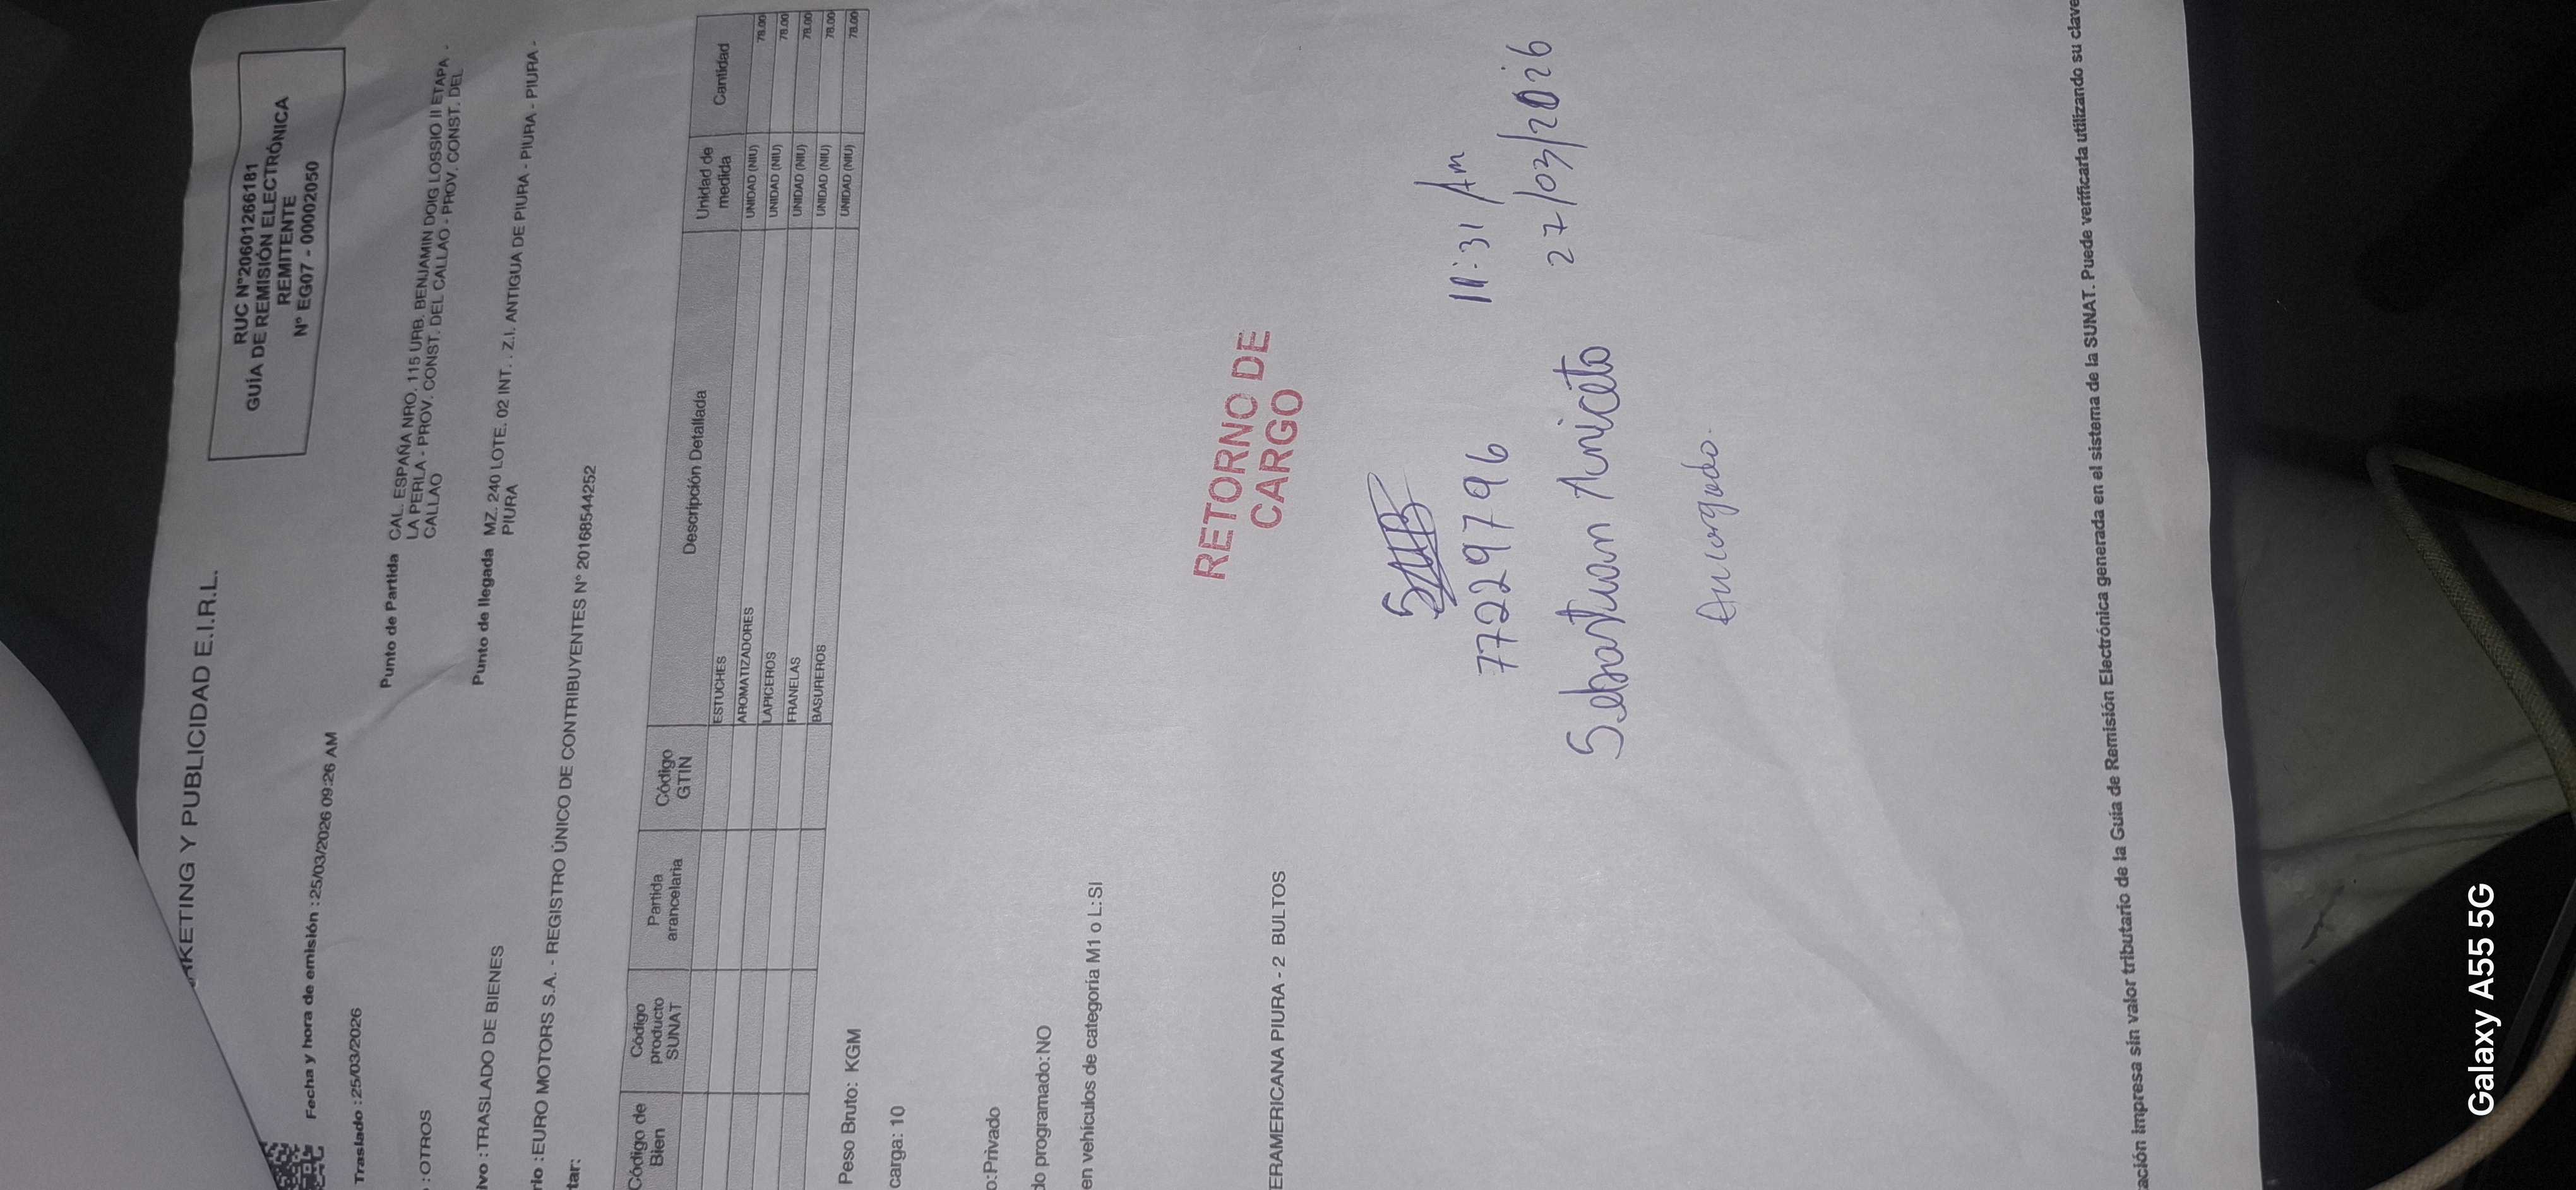 RKETING Y PUBLICIDAD E.I.R.L.
RUC N°20601266181
GUÍA DE REMISIÓN ELECTRÓNICA
REMITENTE
N° EG07 - 00002050
Fecha y hora de emisión : 25/03/2026 09:26 AM
Traslado : 25/03/2026
Punto de Partida CAL. ESPAÑA NRO. 115 URB. BENJAMIN DOIG LOSSIO II ETAPA -
LA PERLA - PROV. CONST. DEL CALLAO - PROV. CONST. DEL
CALLAO
: OTROS
Punto de llegada MZ. 240 LOTE. 02 INT. . Z.I. ANTIGUA DE PIURA - PIURA - PIURA -
PIURA
ivo : TRASLADO DE BIENES
rio : EURO MOTORS S.A. - REGISTRO ÚNICO DE CONTRIBUYENTES N° 20168544252
tar:
Código de Bien Código producto SUNAT Partida arancelaria Código GTIN Descripción Detallada Unidad de medida Cantidad
ESTUCHES UNIDAD (NIU) 78.00
AROMATIZADORES UNIDAD (NIU) 78.00
LAPICEROS UNIDAD (NIU) 78.00
FRANELAS UNIDAD (NIU) 78.00
BASUREROS UNIDAD (NIU) 78.00
Peso Bruto: KGM
carga: 10
o:Privado
do programado:NO
en vehículos de categoría M1 o L:SI
RETORNO DE
CARGO
ERAMERICANA PIURA - 2 BULTOS
77229796 11:31 Am
Sebastian Aniceto 27/03/2026
Encargado.
ación impresa sin valor tributario de la Guía de Remisión Electrónica generada en el sistema de la SUNAT. Puede verificarla utilizando su clave
Galaxy A55 5G